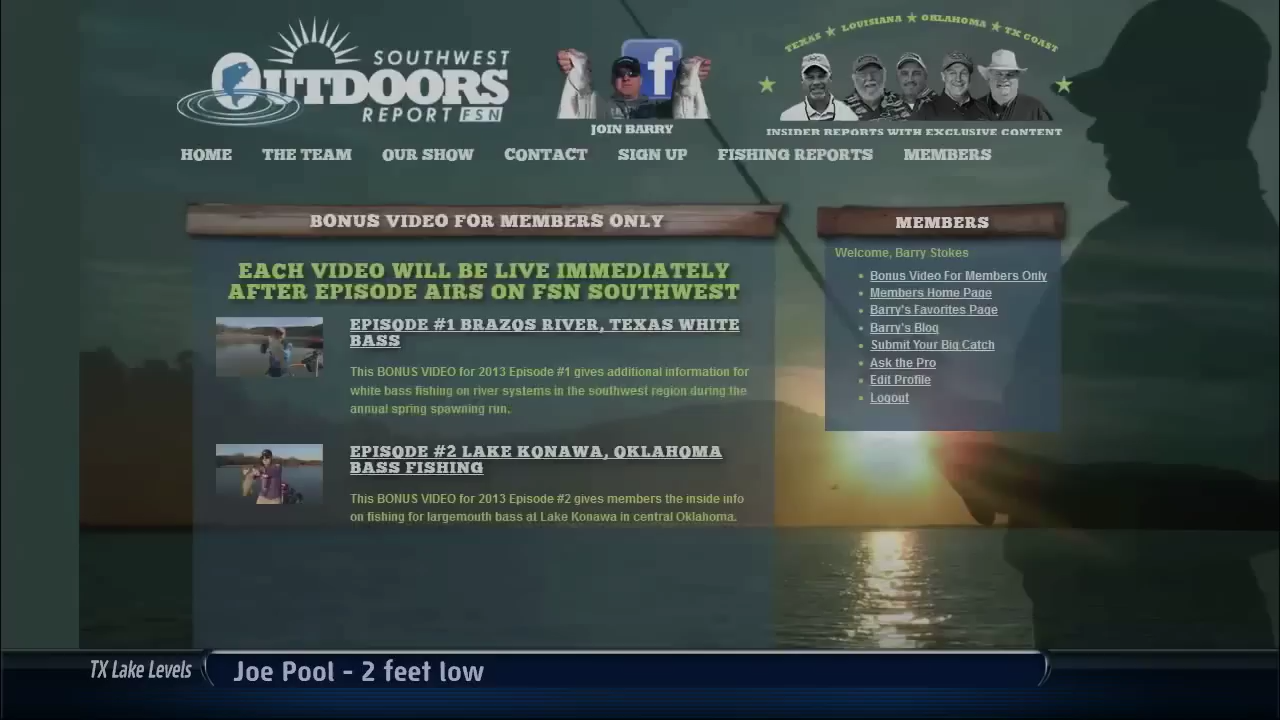 SOUTHWEST
OUTDOORS
REPORT FSN
f
JOIN BARRY
TEXAS ★ LOUISIANA ★ OKLAHOMA ★ TX COAST
INSIDER REPORTS WITH EXCLUSIVE CONTENT
HOME THE TEAM OUR SHOW CONTACT SIGN UP FISHING REPORTS MEMBERS
BONUS VIDEO FOR MEMBERS ONLY
EACH VIDEO WILL BE LIVE IMMEDIATELY
AFTER EPISODE AIRS ON FSN SOUTHWEST
EPISODE #1 BRAZOS RIVER, TEXAS WHITE
BASS
This BONUS VIDEO for 2013 Episode #1 gives additional information for
white bass fishing on river systems in the southwest region during the
annual spring spawning run.
EPISODE #2 LAKE KONAWA, OKLAHOMA
BASS FISHING
This BONUS VIDEO for 2013 Episode #2 gives members the inside info
on fishing for largemouth bass at Lake Konawa in central Oklahoma.
MEMBERS
Welcome, Barry Stokes
Bonus Video For Members Only
Members Home Page
Barry's Favorites Page
Barry's Blog
Submit Your Big Catch
Ask the Pro
Edit Profile
Logout
TX Lake Levels
Joe Pool - 2 feet low